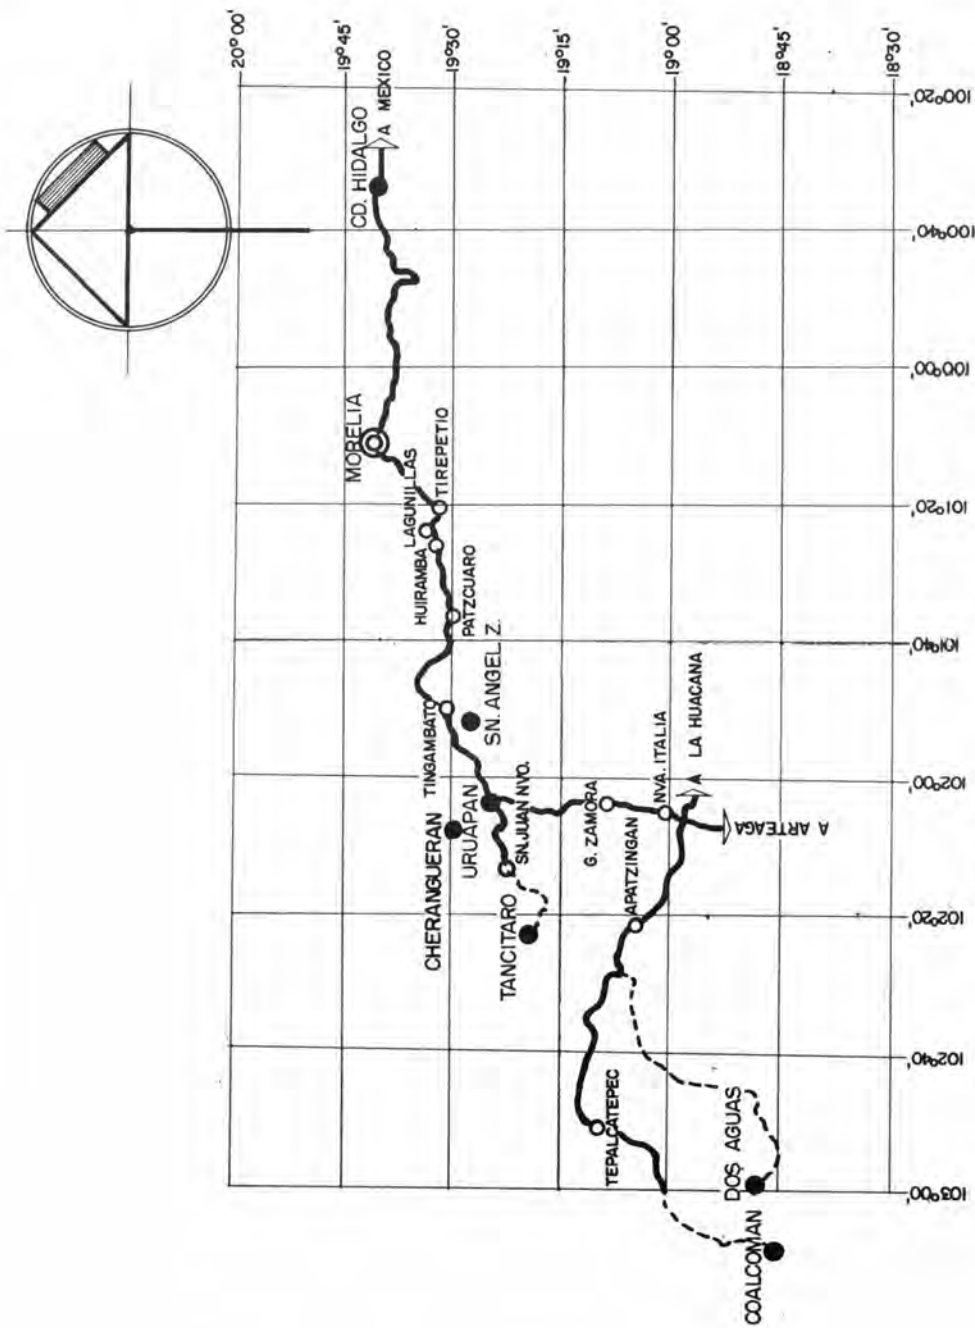 20°00'
19°45'
19°30'
19°15'
19°00'
18°45'
18°30'
100°20'
100°40'
100°00'
101°20'
101°40'
102°00'
102°20'
102°40'
103°00'
A MEXICO
CD. HIDALGO
MORELIA
LAGUNILLAS
TIREPETIO
HUIRAMBA
PATZCUARO
SN. ANGEL Z.
TINGAMBATO
URUAPAN
CHERANGUERAN
SN.JUAN NVO.
TANCITARO
G. ZAMORA
NVA. ITALIA
A LA HUACANA
A ARTEAGA
APATZINGAN
TEPALCATEPEC
DOS AGUAS
COALCOMAN